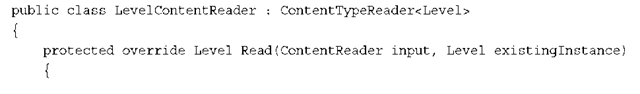 public class LevelContentReader : ContentTypeReader<Level>
{
    protected override Level Read(ContentReader input, Level existingInstance)
    {